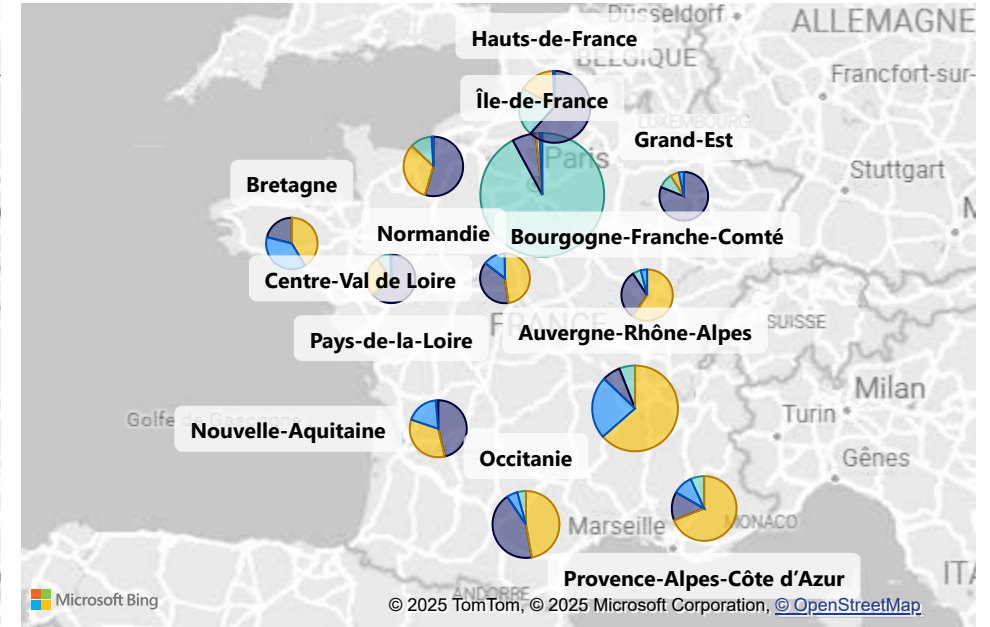 Düsseldorf
ALLEMAGNE
Hauts-de-France
BELGIQUE
Francfort-sur-
Île-de-France
LUXEMBOURG
Grand-Est
Paris
Stuttgart
Bretagne
Normandie
Bourgogne-Franche-Comté
Centre-Val de Loire
FRANCE
SUISSE
Auvergne-Rhône-Alpes
Pays-de-la-Loire
Milan
Turin
Golfe de Gascogne
Nouvelle-Aquitaine
Gênes
Occitanie
Marseille
MONACO
Provence-Alpes-Côte d’Azur
ITA
ANDORRE
Microsoft Bing
© 2025 TomTom, © 2025 Microsoft Corporation, © OpenStreetMap